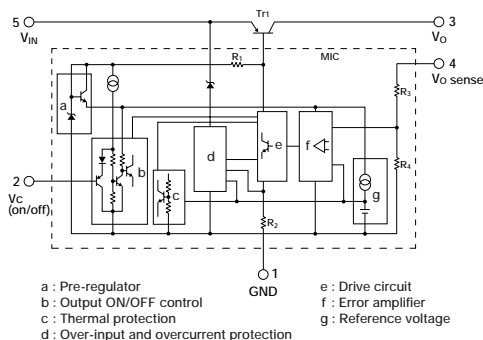 5
VIN
Tr1
3
VO
MIC
4
VO sense
R1
R3
a
b
d
e
f
R4
2
VC
(on/off)
c
g
R2
1
GND
a : Pre-regulator
b : Output ON/OFF control
c : Thermal protection
d : Over-input and overcurrent protection
e : Drive circuit
f : Error amplifier
g : Reference voltage